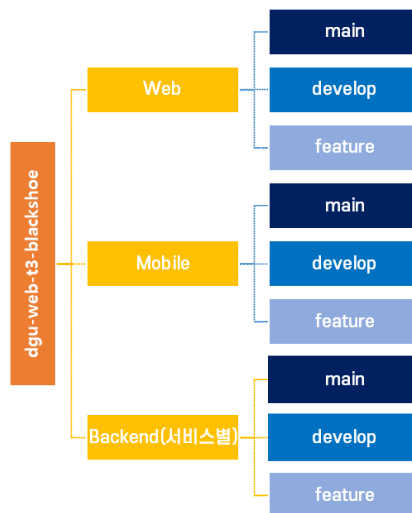 dgu-web-t3-blackshoe
Web
main
develop
feature
Mobile
main
develop
feature
Backend(서비스별)
main
develop
feature